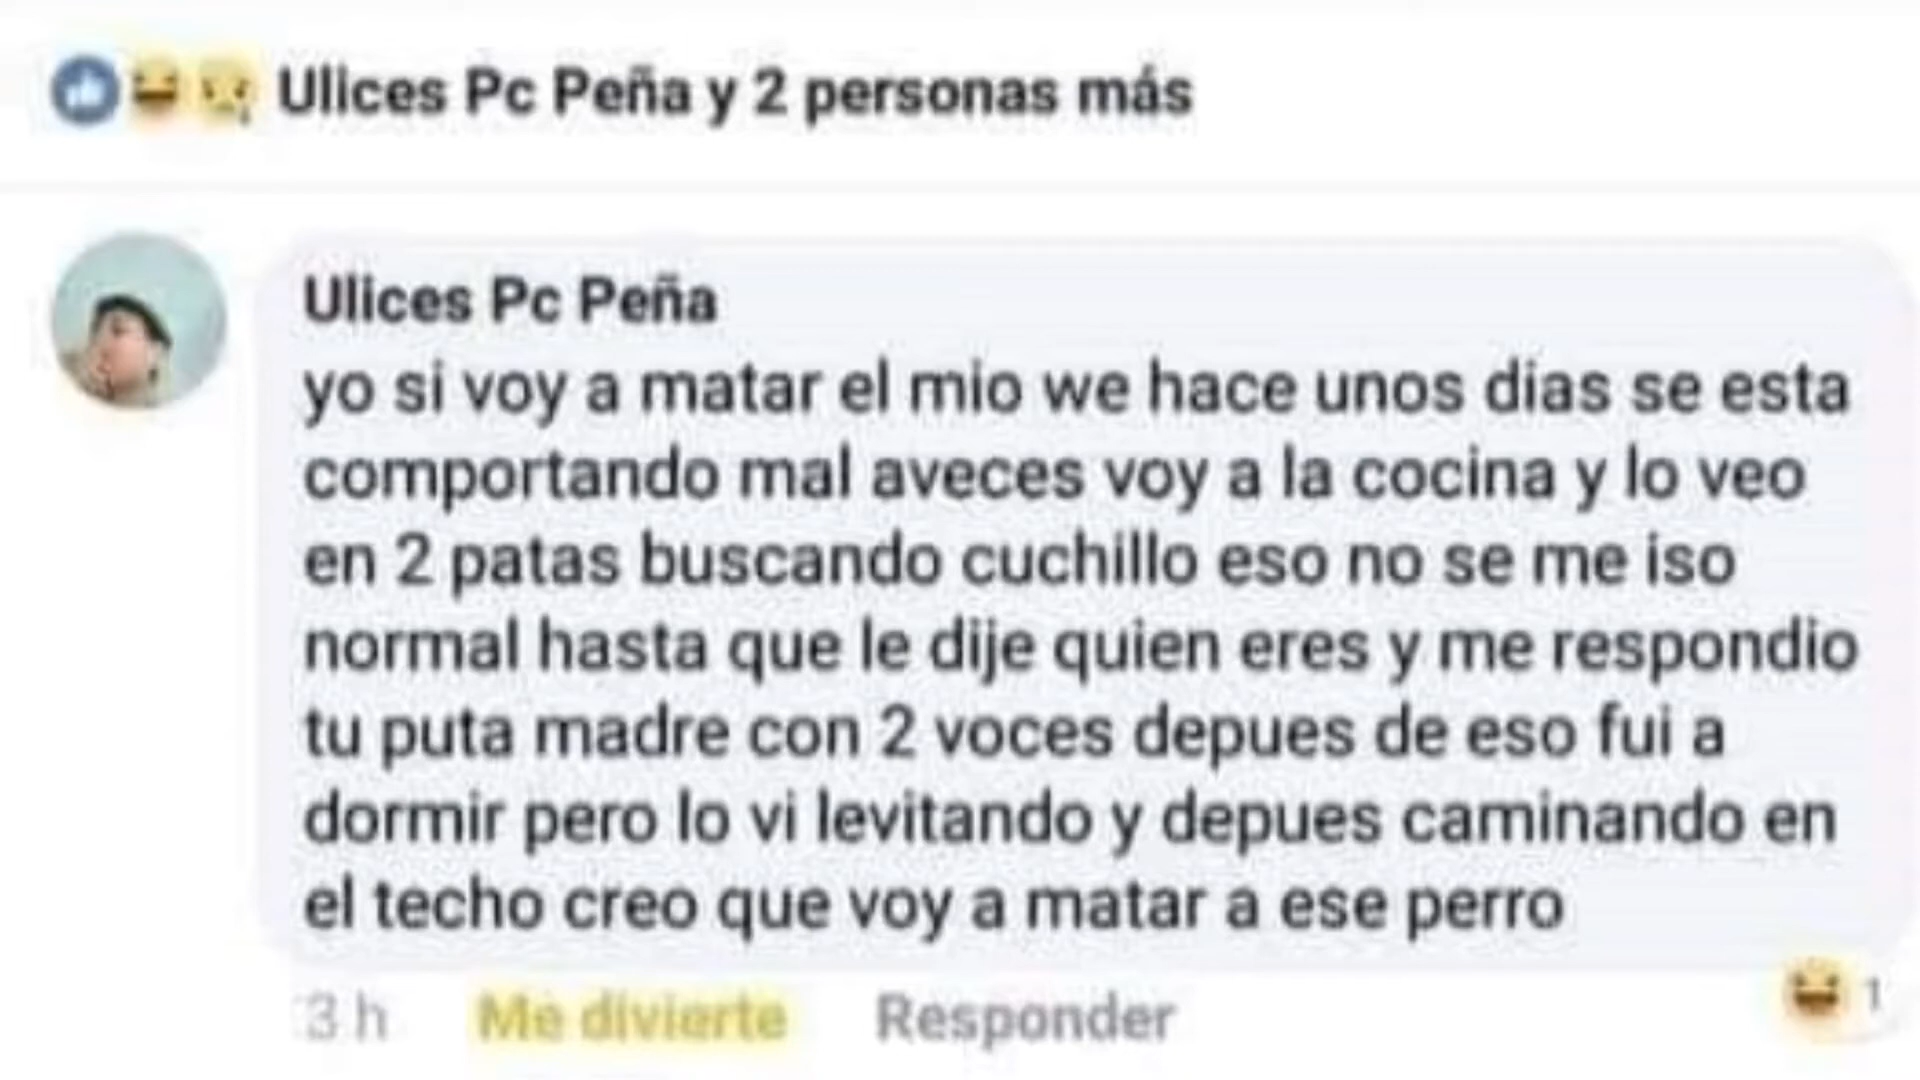 Ulices Pc Peña y 2 personas más
Ulices Pc Peña
yo si voy a matar el mio we hace unos dias se esta
comportando mal aveces voy a la cocina y lo veo
en 2 patas buscando cuchillo eso no se me iso
normal hasta que le dije quien eres y me respondio
tu puta madre con 2 voces depues de eso fui a
dormir pero lo vi levitando y depues caminando en
el techo creo que voy a matar a ese perro
3 h Me divierte Responder 1